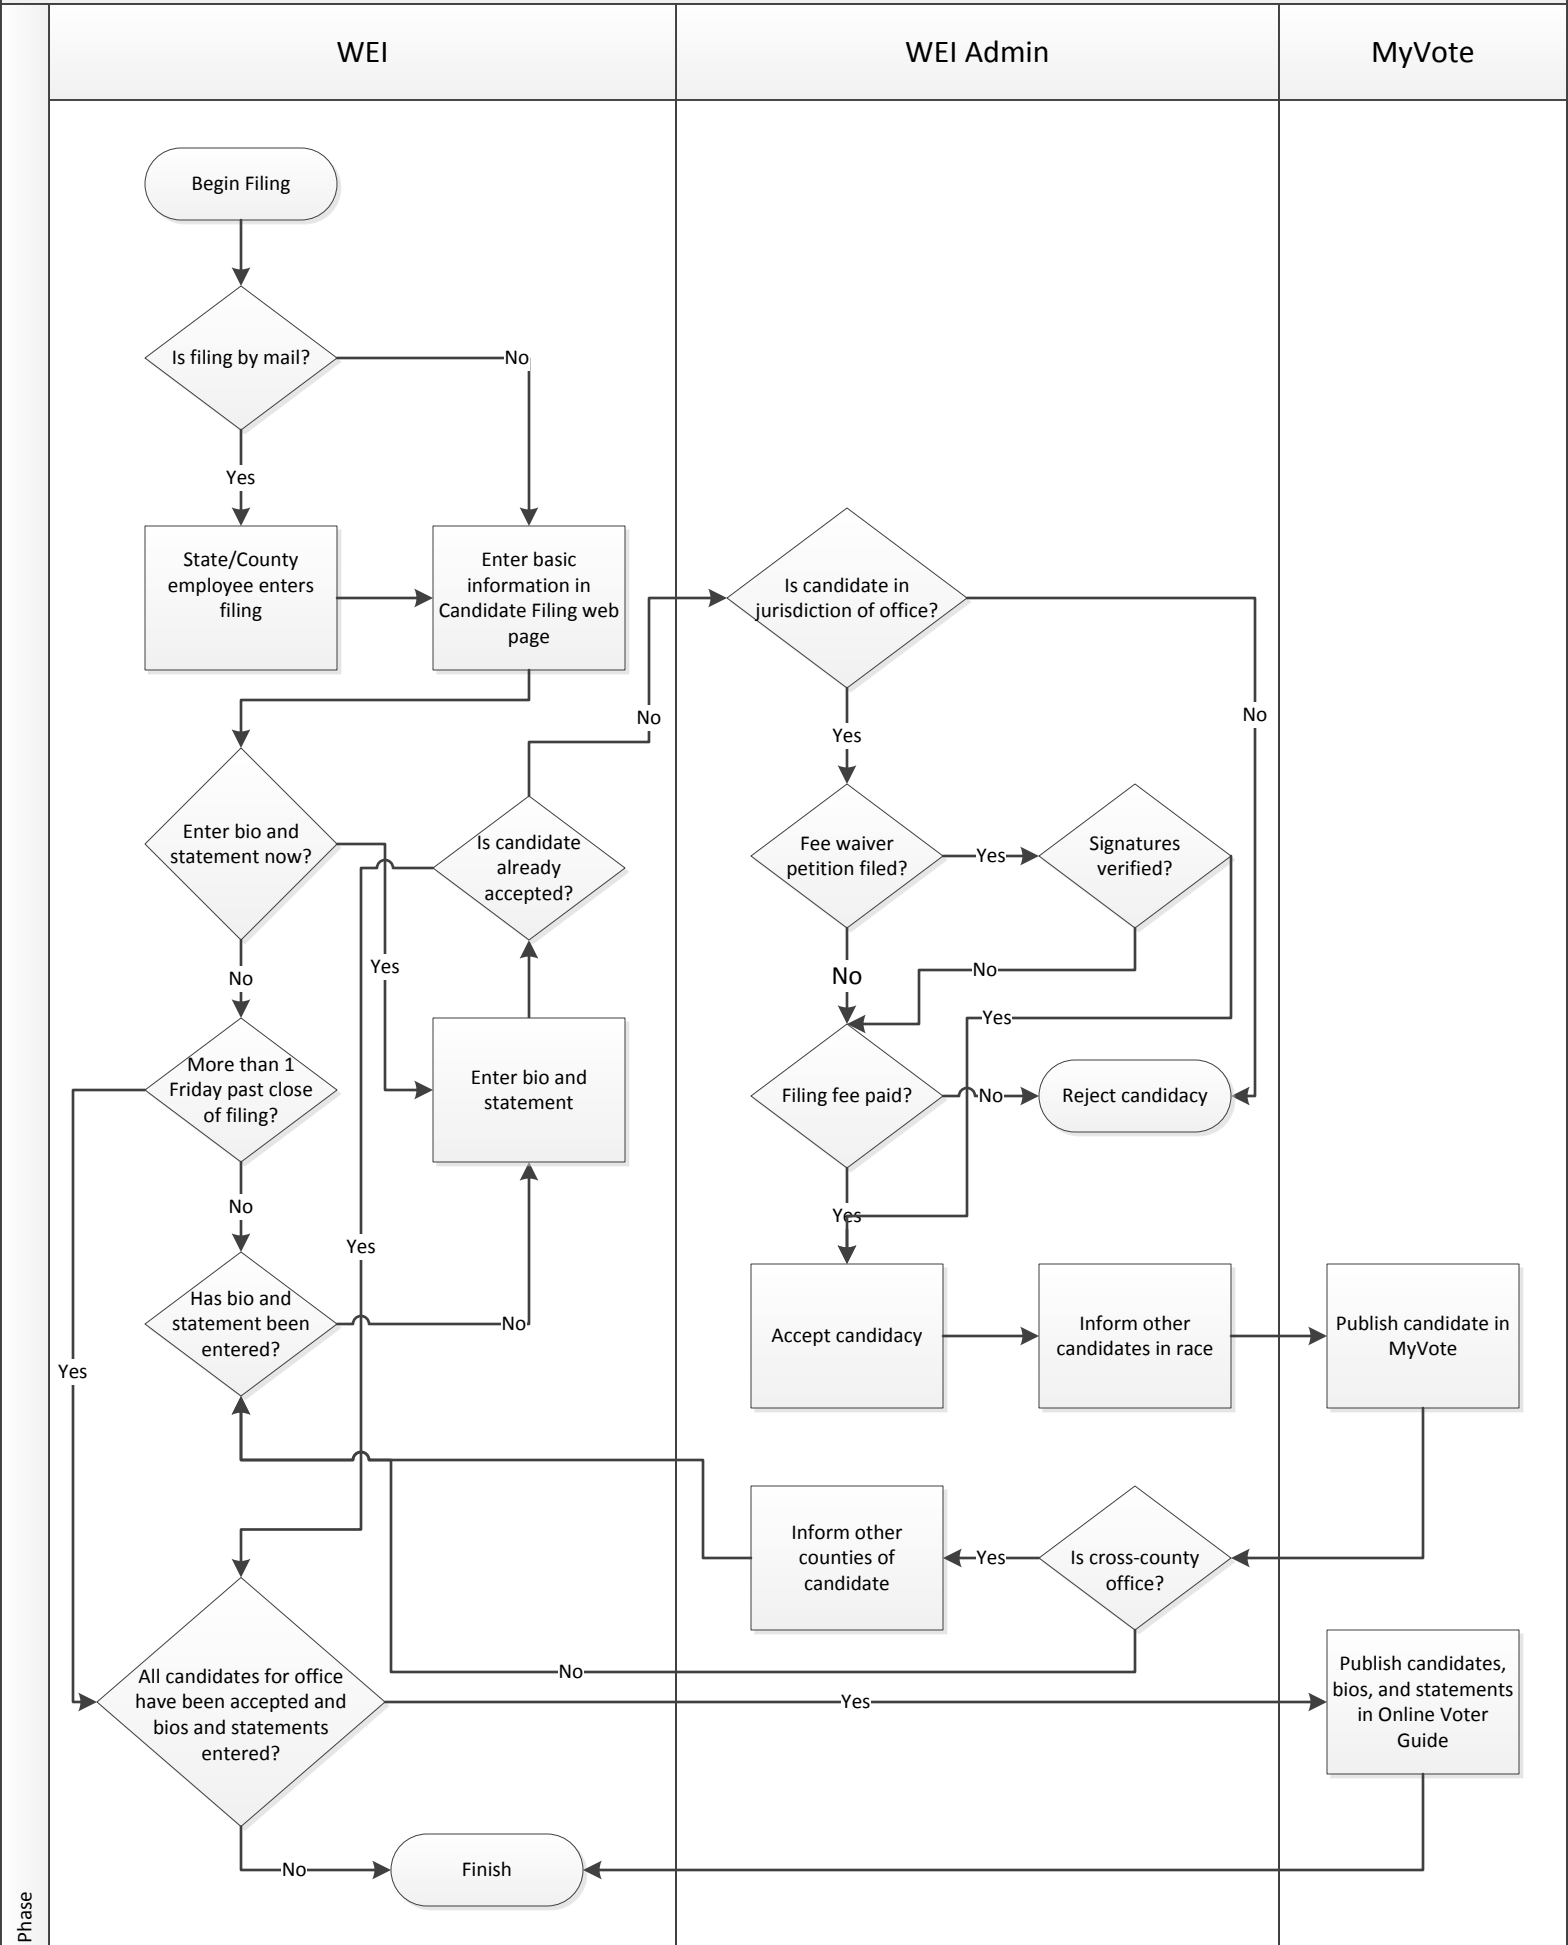 WEI
WEI Admin
MyVote
Begin Filing
Is filing by mail?
No
Yes
State/County
employee enters
filing
Enter basic
information in
Candidate Filing web
page
Is candidate in
jurisdiction of office?
No
No
Yes
Enter bio and
statement now?
Is candidate
already
accepted?
Fee waiver
petition filed?
Yes
Signatures
verified?
No
Yes
No
No
Yes
More than 1
Friday past close
of filing?
Enter bio and
statement
Filing fee paid?
No
Reject candidacy
No
Yes
Yes
Has bio and
statement been
entered?
No
Yes
Accept candidacy
Inform other
candidates in race
Publish candidate in
MyVote
Inform other
counties of
candidate
Yes
Is cross-county
office?
No
All candidates for office
have been accepted and
bios and statements
entered?
Yes
Publish candidates,
bios, and statements
in Online Voter
Guide
No
Finish
Phase